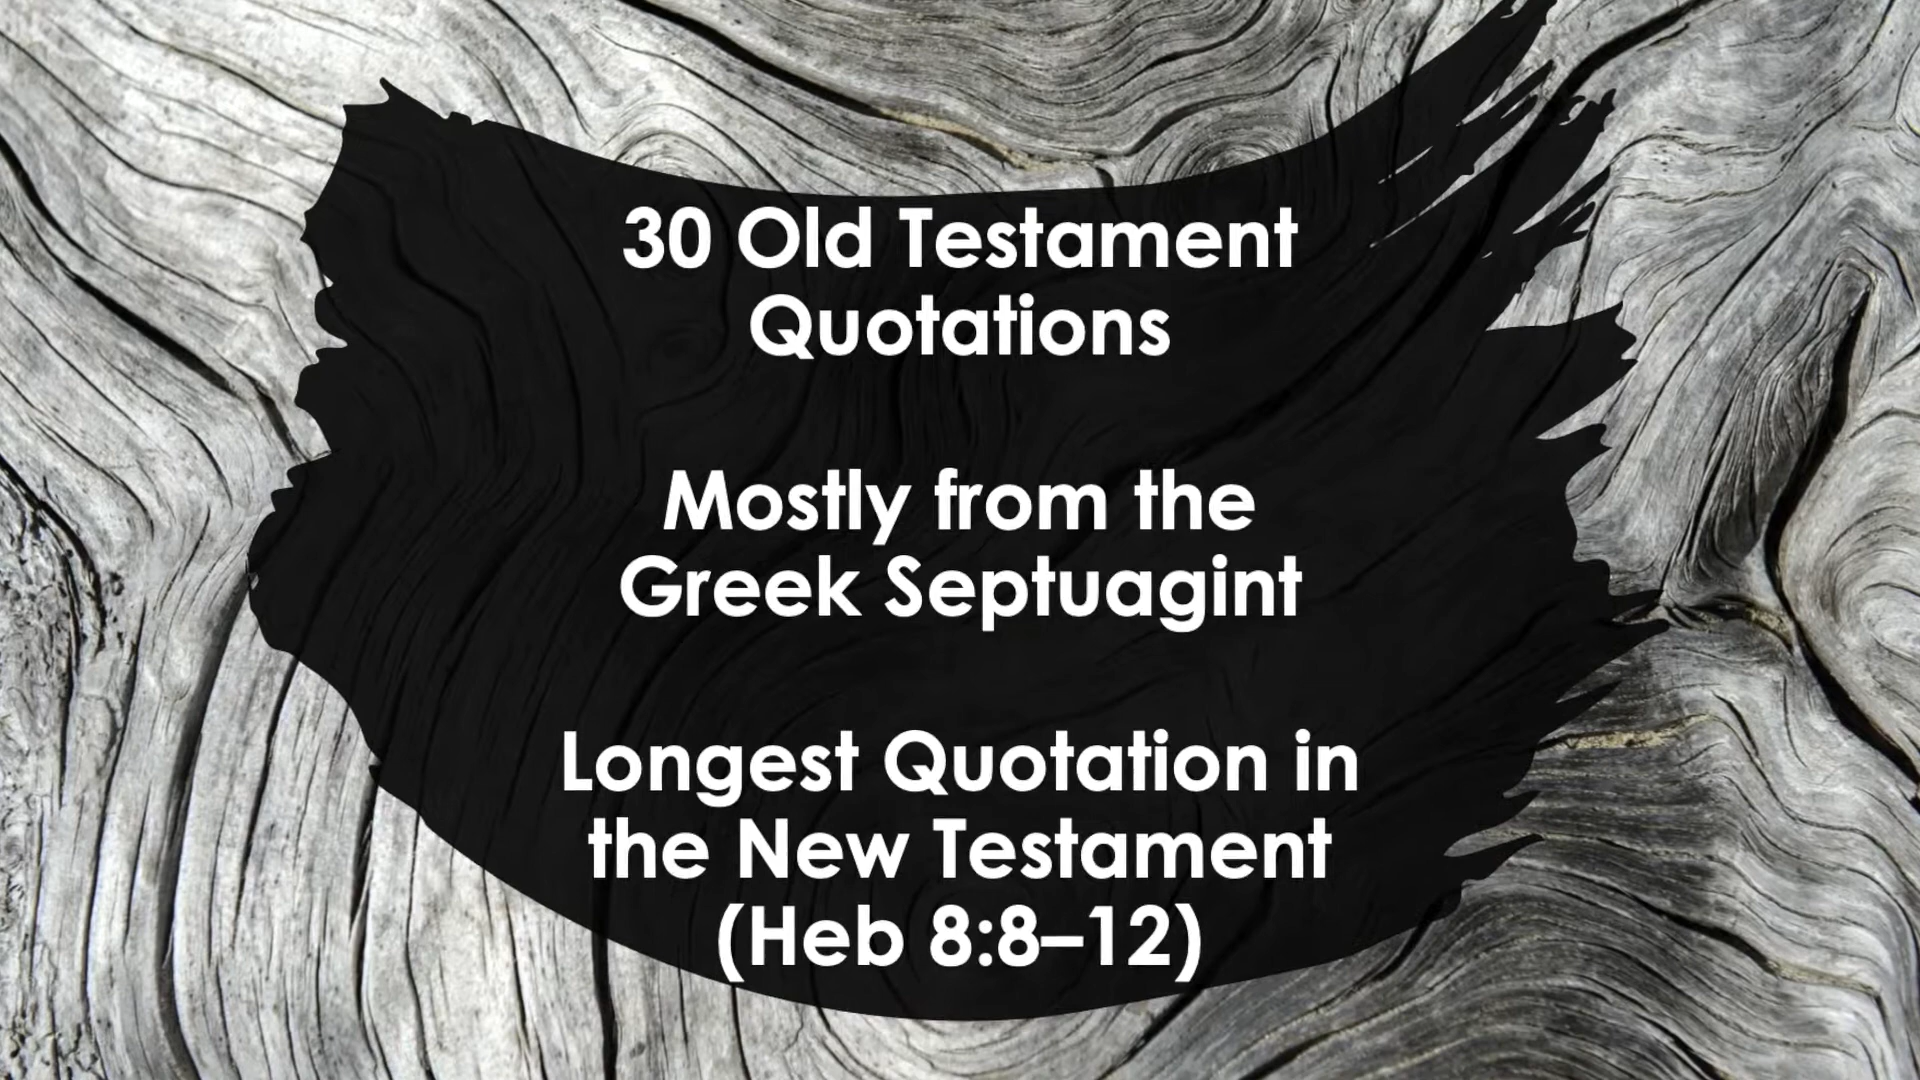 30 Old Testament
Quotations
Mostly from the
Greek Septuagint
Longest Quotation in
the New Testament
(Heb 8:8–12)